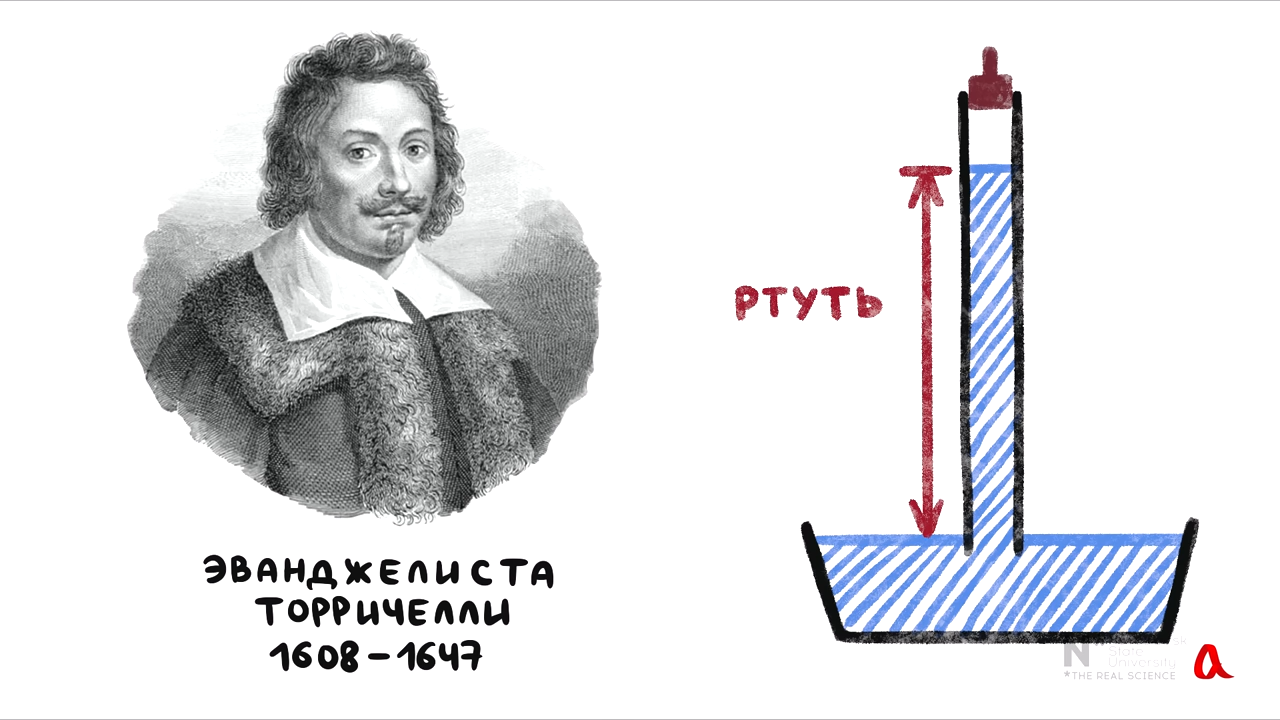 ЭВАНДЖЕЛИСТА
ТОРРИЧЕЛЛИ
1608–1647
РТУТЬ
N
State
University
*THE REAL SCIENCE
a